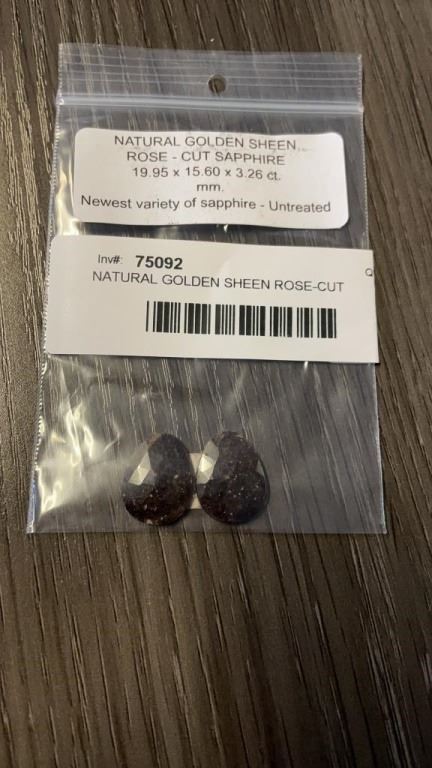 NATURAL GOLDEN SHEEN
ROSE - CUT SAPPHIRE
19.95 x 15.60 x 3.26 ct.
mm.
Newest variety of sapphire - Untreated
Inv#: 75092
Q
NATURAL GOLDEN SHEEN ROSE-CUT